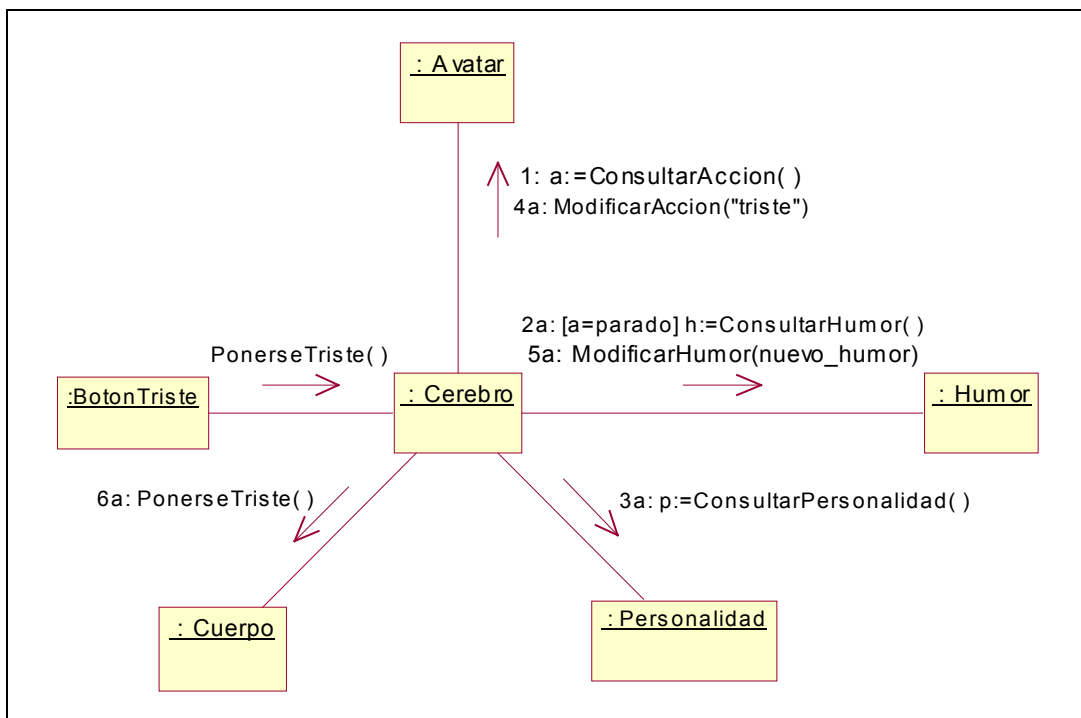 : Avatar
1: a:=ConsultarAccion( )
4a: ModificarAccion("triste")
2a: [a=parado] h:=ConsultarHumor( )
5a: ModificarHumor(nuevo_humor)
PonerseTriste( )
:BotonTriste
: Cerebro
: Humor
6a: PonerseTriste( )
3a: p:=ConsultarPersonalidad( )
: Cuerpo
: Personalidad